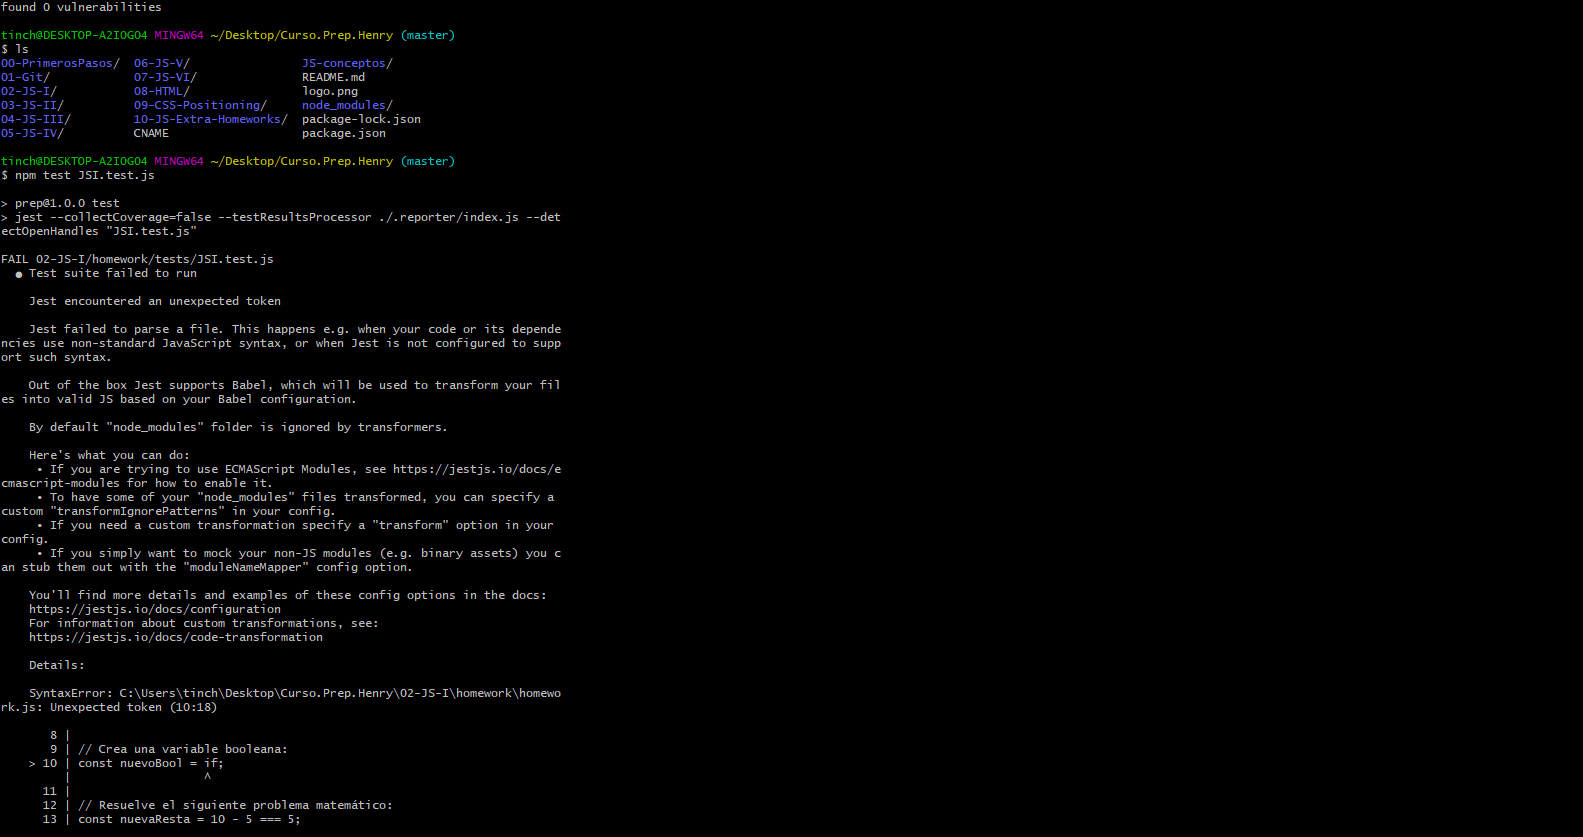 found 0 vulnerabilities
tinch@DESKTOP-A2IOGO4 MINGW64 ~/Desktop/Curso.Prep.Henry (master)
$ ls
00-PrimerosPasos/  06-JS-V/                JS-conceptos/
01-Git/            07-JS-VI/               README.md
02-JS-I/           08-HTML/                logo.png
03-JS-II/          09-CSS-Positioning/     node_modules/
04-JS-III/         10-JS-Extra-Homeworks/  package-lock.json
05-JS-IV/          CNAME                   package.json
tinch@DESKTOP-A2IOGO4 MINGW64 ~/Desktop/Curso.Prep.Henry (master)
$ npm test JSI.test.js
> prep@1.0.0 test
> jest --collectCoverage=false --testResultsProcessor ./.reporter/index.js --det
ectOpenHandles "JSI.test.js"
FAIL 02-JS-I/homework/tests/JSI.test.js
● Test suite failed to run
Jest encountered an unexpected token
Jest failed to parse a file. This happens e.g. when your code or its depende
ncies use non-standard JavaScript syntax, or when Jest is not configured to supp
ort such syntax.
Out of the box Jest supports Babel, which will be used to transform your fil
es into valid JS based on your Babel configuration.
By default "node_modules" folder is ignored by transformers.
Here's what you can do:
• If you are trying to use ECMAScript Modules, see https://jestjs.io/docs/e
cmascript-modules for how to enable it.
• To have some of your "node_modules" files transformed, you can specify a
custom "transformIgnorePatterns" in your config.
• If you need a custom transformation specify a "transform" option in your
config.
• If you simply want to mock your non-JS modules (e.g. binary assets) you c
an stub them out with the "moduleNameMapper" config option.
You'll find more details and examples of these config options in the docs:
https://jestjs.io/docs/configuration
For information about custom transformations, see:
https://jestjs.io/docs/code-transformation
Details:
SyntaxError: C:\Users\tinch\Desktop\Curso.Prep.Henry\02-JS-I\homework\homewo
rk.js: Unexpected token (10:18)
8 |
9 | // Crea una variable booleana:
> 10 | const nuevoBool = if;
|                   ^
11 |
12 | // Resuelve el siguiente problema matemático:
13 | const nuevaResta = 10 - 5 === 5;